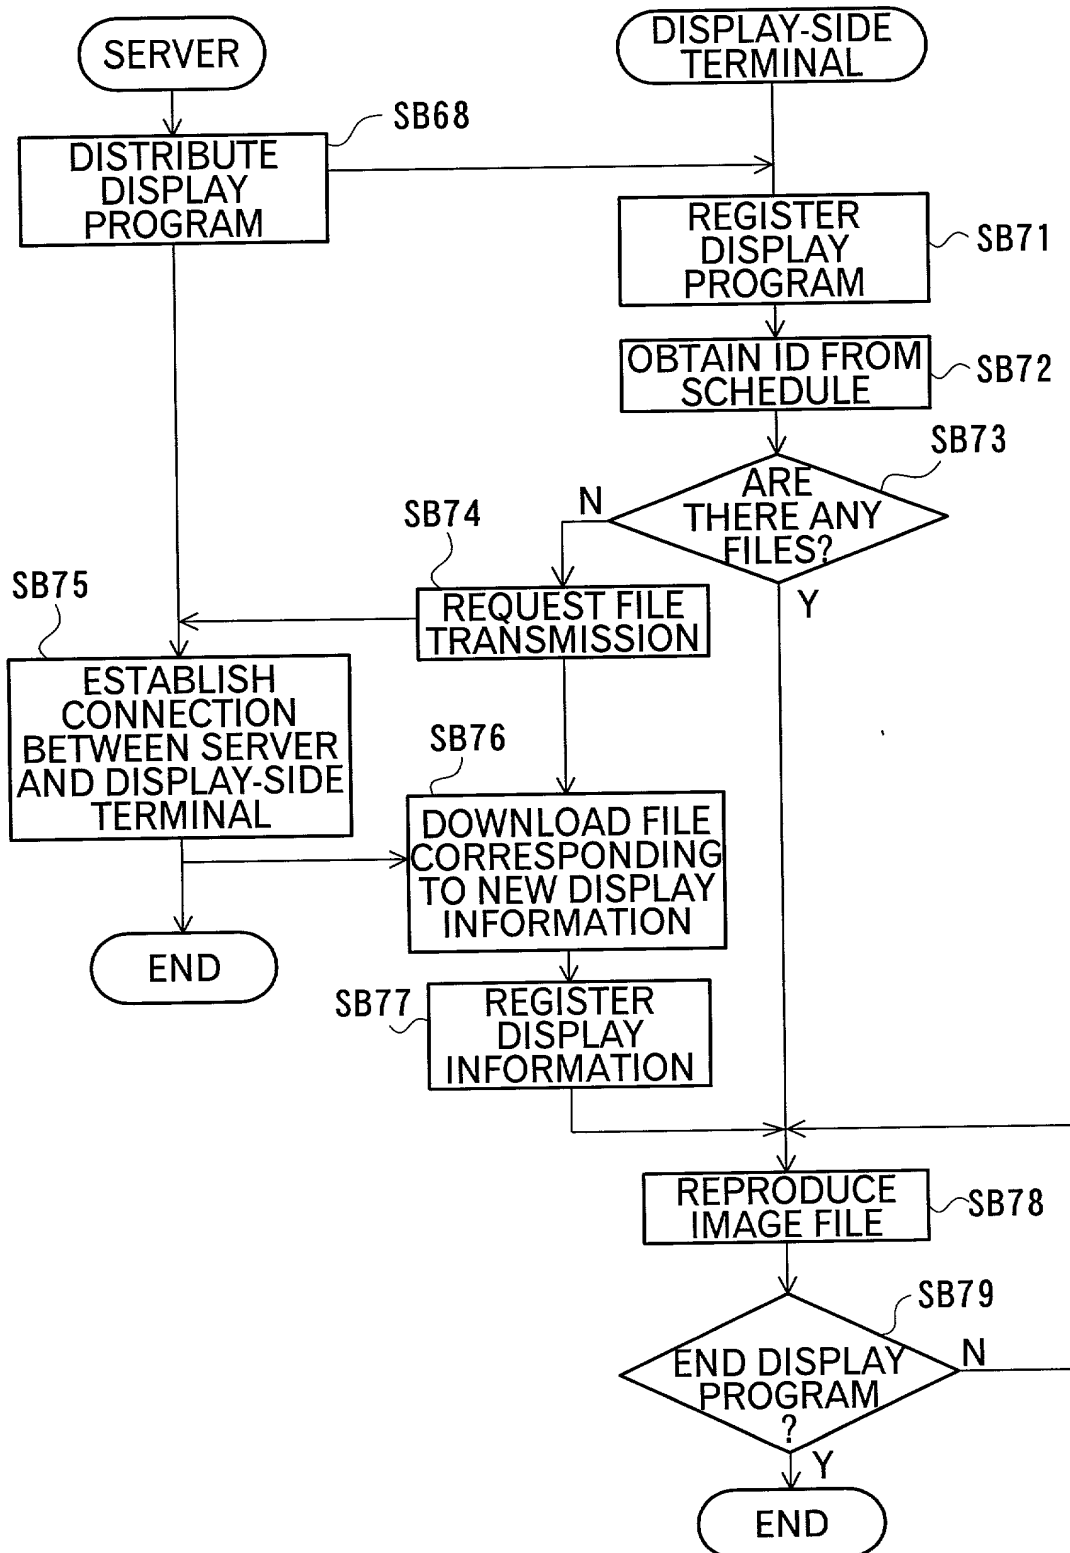 SERVER
DISPLAY-SIDE
TERMINAL
SB68
DISTRIBUTE
DISPLAY
PROGRAM
REGISTER
DISPLAY
PROGRAM
SB71
OBTAIN ID FROM
SCHEDULE
SB72
SB73
ARE
THERE ANY
FILES?
N
Y
SB74
REQUEST FILE
TRANSMISSION
SB75
ESTABLISH
CONNECTION
BETWEEN SERVER
AND DISPLAY-SIDE
TERMINAL
SB76
DOWNLOAD FILE
CORRESPONDING
TO NEW DISPLAY
INFORMATION
END
SB77
REGISTER
DISPLAY
INFORMATION
REPRODUCE
IMAGE FILE
SB78
SB79
END DISPLAY
PROGRAM
?
N
Y
END